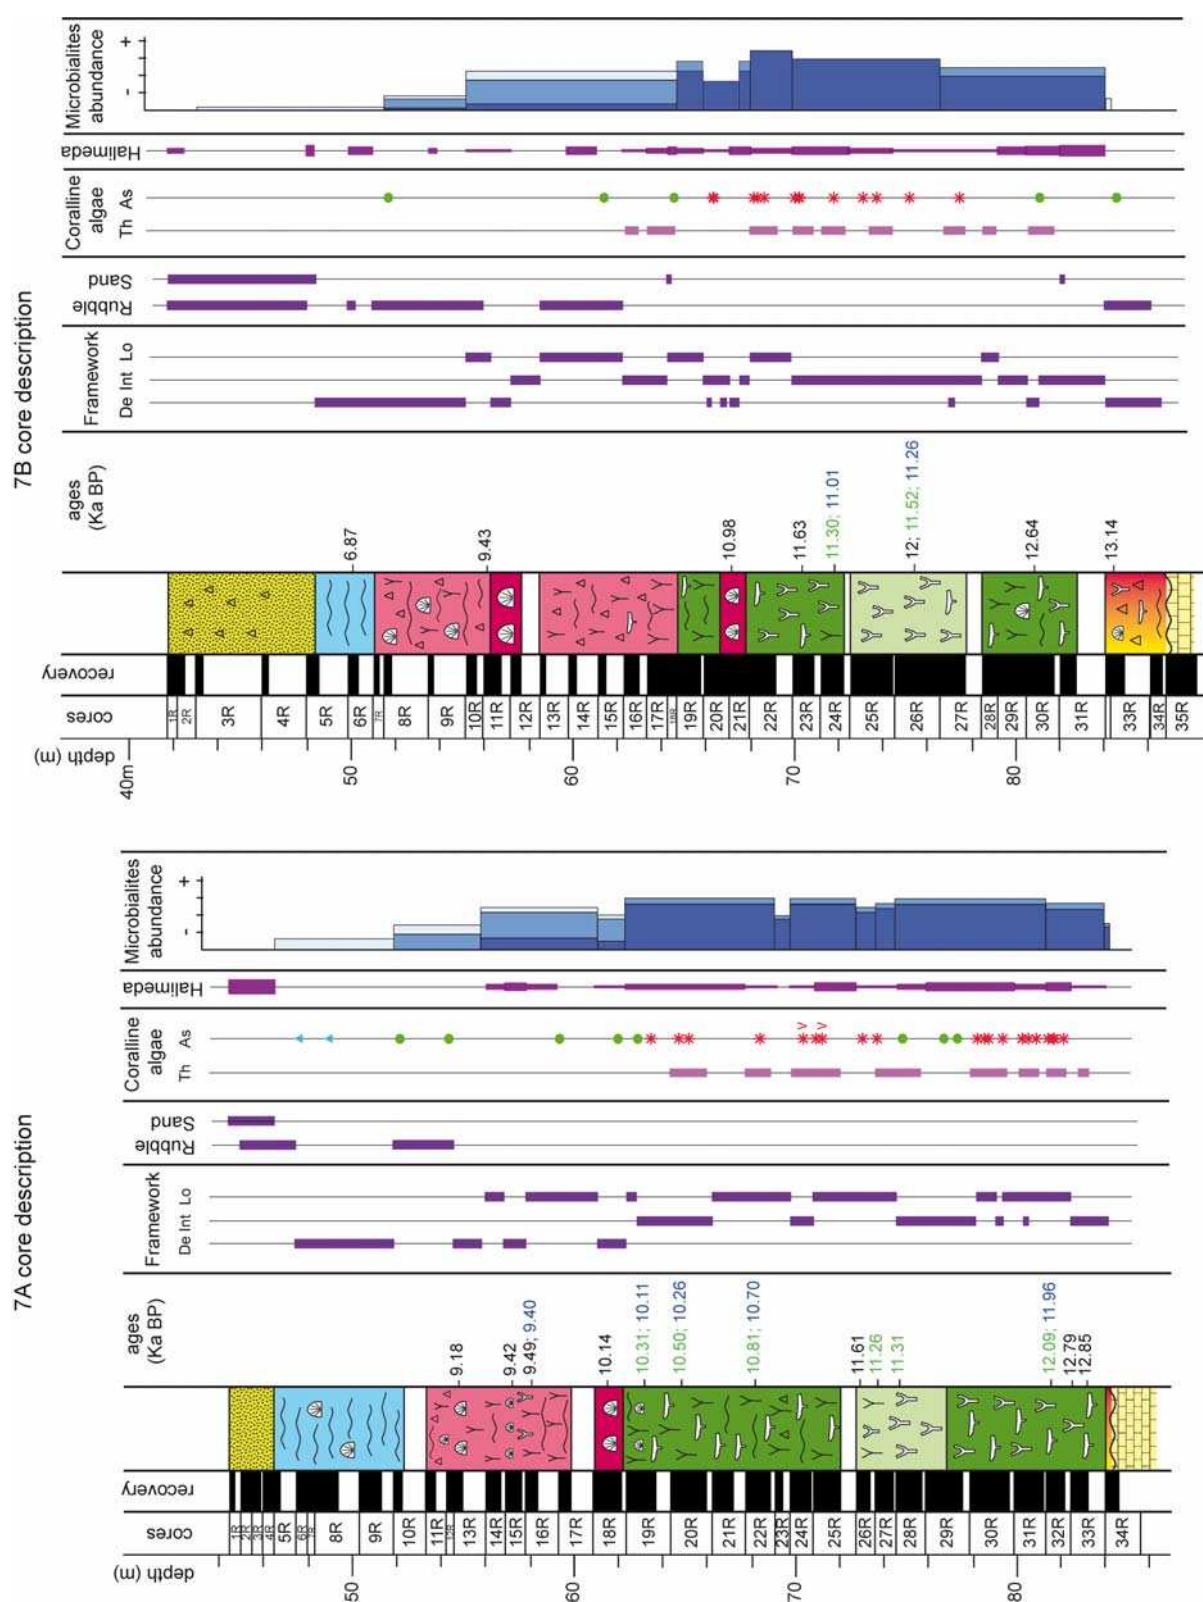 7B core description
Microbialites
abundance
+
-
Halimeda
Coralline
algae
As
Th
Sand
Rubble
Framework
Lo
Int
De
ages
(Ka BP)
6.87
9.43
10.98
11.63
11.30; 11.01
12; 11.52; 11.26
12.64
13.14
recovery
cores
1R
2R
3R
4R
5R
6R
7R
8R
9R
10R
11R
12R
13R
14R
15R
16R
17R
18R
19R
20R
21R
22R
23R
24R
25R
26R
27R
28R
29R
30R
31R
33R
34R
35R
depth (m)
40m
50
60
70
80
7A core description
Microbialites
abundance
+
-
Halimeda
Coralline
algae
As
Th
v
v
Sand
Rubble
Framework
Lo
Int
De
ages
(Ka BP)
9.18
9.42
9.49; 9.40
10.14
10.31; 10.11
10.50; 10.26
10.81; 10.70
11.61
11.26
11.31
12.09; 11.96
12.79
12.85
recovery
cores
1R
2R
3R
4R
5R
6R
8R
9R
10R
11R
12R
13R
14R
15R
16R
17R
18R
19R
20R
21R
22R
23R
24R
25R
26R
27R
28R
29R
30R
31R
32R
33R
34R
depth (m)
50
60
70
80